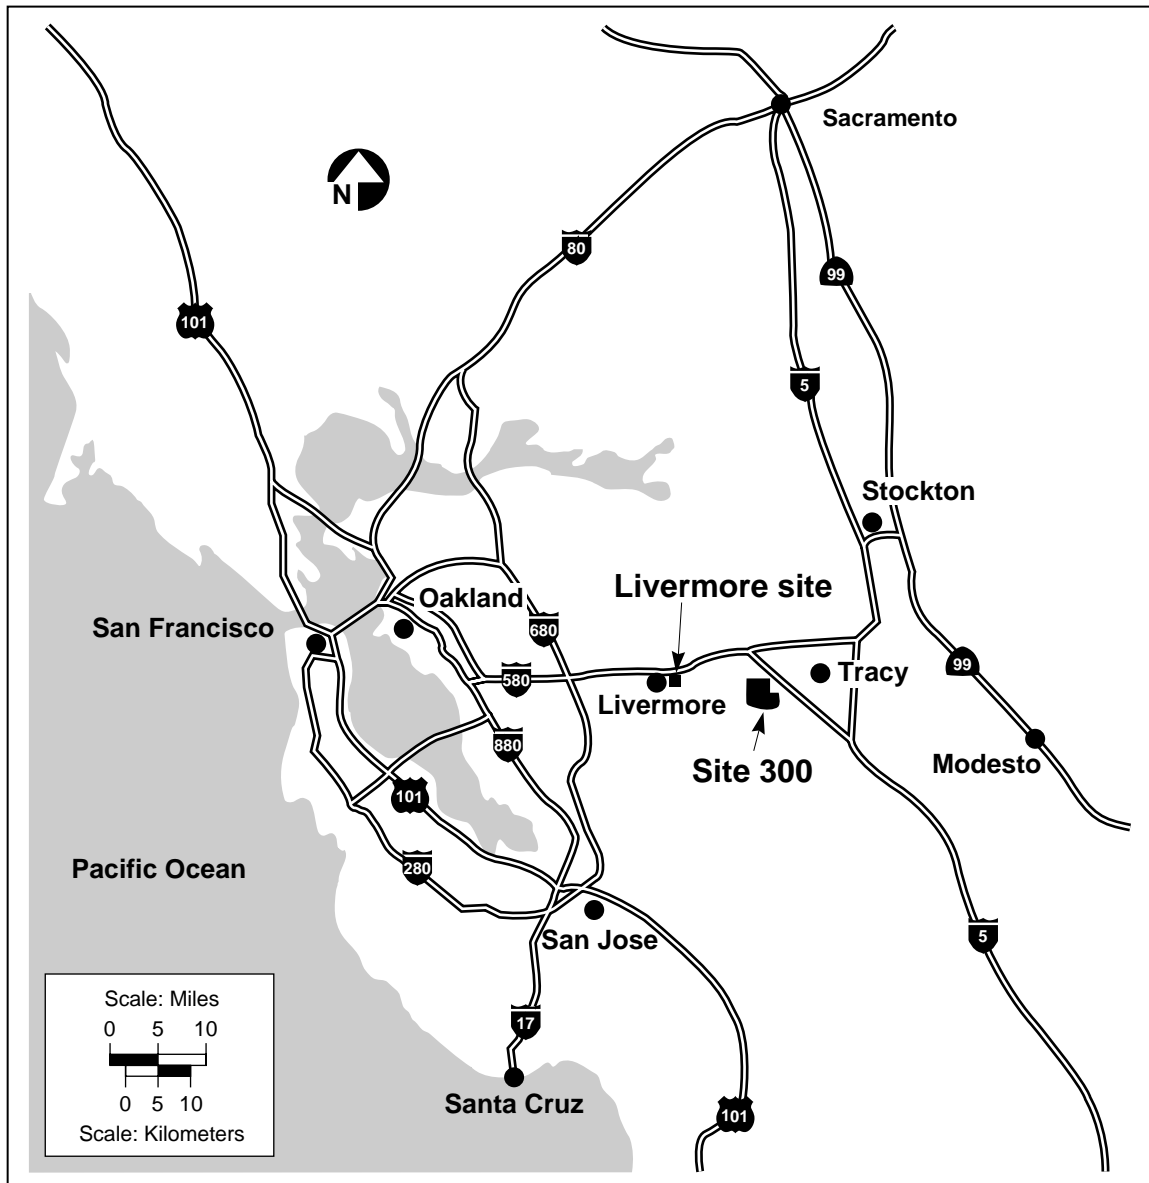 Sacramento
N
80
99
101
5
Stockton
Livermore site
Oakland
San Francisco
680
99
Tracy
580
Livermore
880
Modesto
Site 300
101
Pacific Ocean
280
5
San Jose
Scale: Miles
0 5 10
17
0 5 10
Scale: Kilometers
Santa Cruz
101